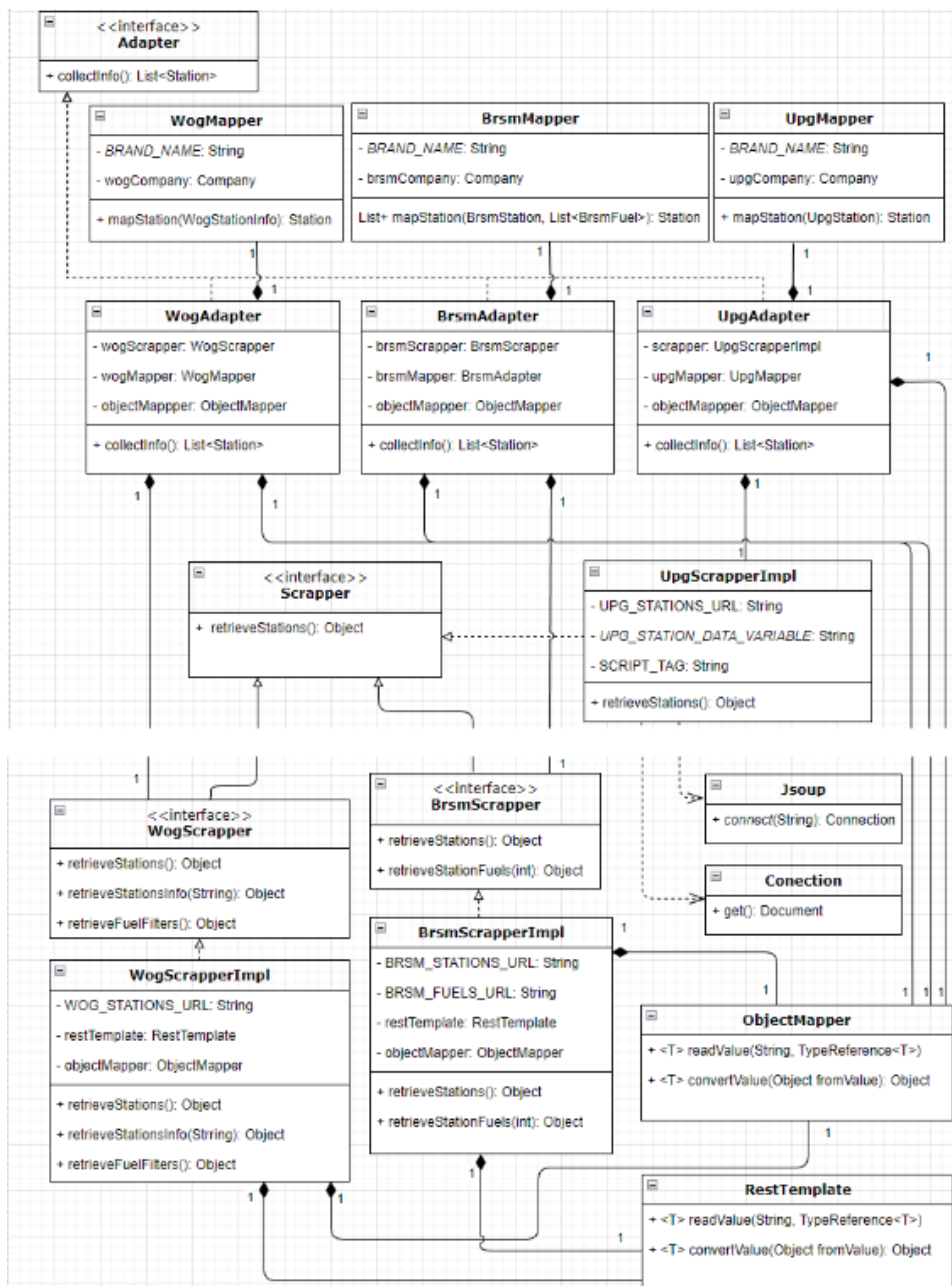 <<interface>>
Adapter
+ collectInfo(): List<Station>
WogMapper
- BRAND_NAME: String
- wogCompany: Company
+ mapStation(WogStationInfo): Station
BrsmMapper
- BRAND_NAME: String
- brsmCompany: Company
List+ mapStation(BrsmStation, List<BrsmFuel>): Station
UpgMapper
- BRAND_NAME: String
- upgCompany: Company
+ mapStation(UpgStation): Station
1
1
1
1
1
1
WogAdapter
- wogScrapper: WogScrapper
- wogMapper: WogMapper
- objectMappper: ObjectMapper
+ collectInfo(): List<Station>
BrsmAdapter
- brsmScrapper: BrsmScrapper
- brsmMapper: BrsmAdapter
- objectMappper: ObjectMapper
+ collectInfo(): List<Station>
UpgAdapter
- scrapper: UpgScrapperImpl
- upgMapper: UpgMapper
- objectMappper: ObjectMapper
+ collectInfo(): List<Station>
1
1
1
1
1
1
1
<<interface>>
Scrapper
+ retrieveStations(): Object
UpgScrapperImpl
- UPG_STATIONS_URL: String
- UPG_STATION_DATA_VARIABLE: String
- SCRIPT_TAG: String
+ retrieveStations(): Object
1
1
<<interface>>
WogScrapper
+ retrieveStations(): Object
+ retrieveStationsInfo(Strring): Object
+ retrieveFuelFilters(): Object
<<interface>>
BrsmScrapper
+ retrieveStations(): Object
+ retrieveStationFuels(int): Object
Jsoup
+ connect(String): Connection
Conection
+ get(): Document
WogScrapperImpl
- WOG_STATIONS_URL: String
- restTemplate: RestTemplate
- objectMapper: ObjectMapper
+ retrieveStations(): Object
+ retrieveStationsInfo(Strring): Object
+ retrieveFuelFilters(): Object
BrsmScrapperImpl
- BRSM_STATIONS_URL: String
- BRSM_FUELS_URL: String
- restTemplate: RestTemplate
- objectMapper: ObjectMapper
+ retrieveStations(): Object
+ retrieveStationFuels(int): Object
1
1
1
1
1
ObjectMapper
+ <T> readValue(String, TypeReference<T>)
+ <T> convertValue(Object fromValue): Object
1
1
1
1
1
RestTemplate
+ <T> readValue(String, TypeReference<T>)
+ <T> convertValue(Object fromValue): Object